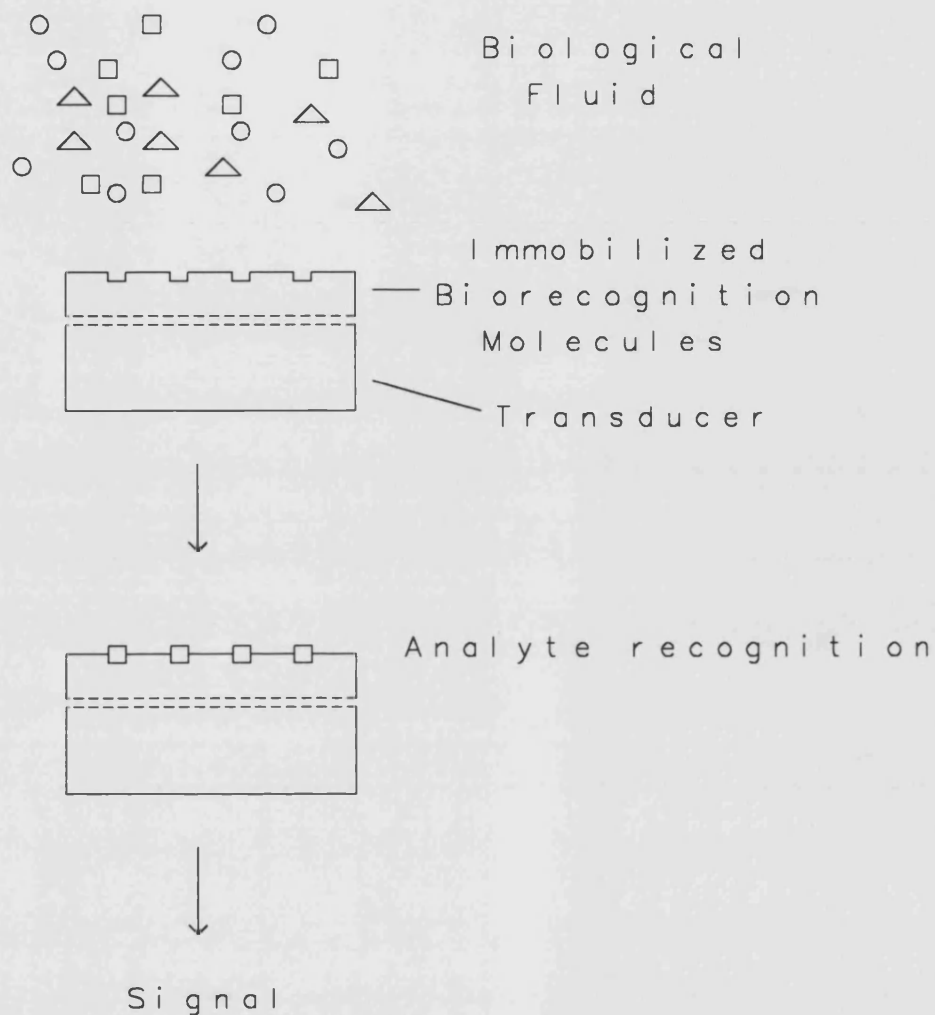 Biological
Fluid
Immobilized
Biorecognition
Molecules
Transducer
Analyte recognition
Signal